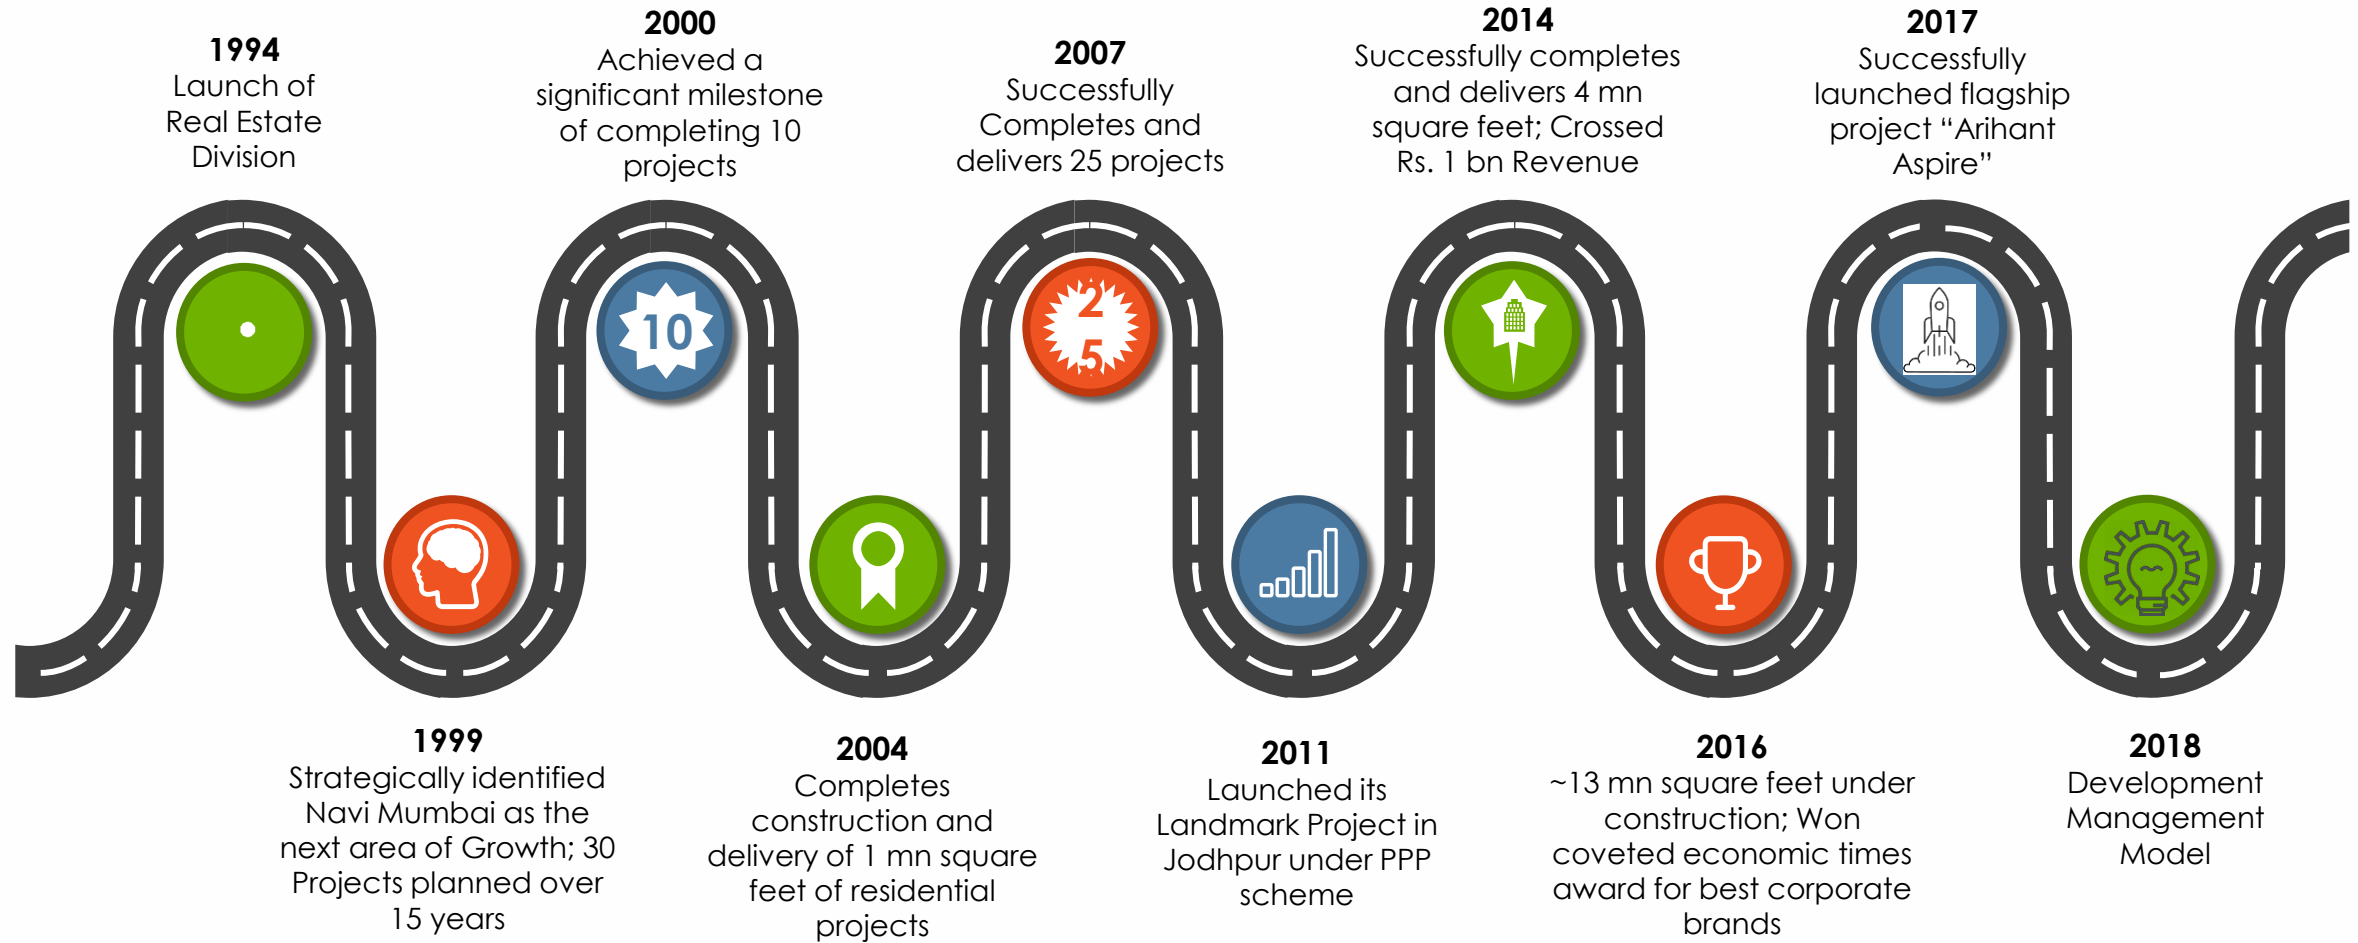 1994
Launch of
Real Estate
Division
1999
Strategically identified
Navi Mumbai as the
next area of Growth; 30
Projects planned over
15 years
2000
Achieved a
significant milestone
of completing 10
projects
10
2004
Completes
construction and
delivery of 1 mn square
feet of residential
projects
2007
Successfully
Completes and
delivers 25 projects
2
5
2011
Launched its
Landmark Project in
Jodhpur under PPP
scheme
2014
Successfully completes
and delivers 4 mn
square feet; Crossed
Rs. 1 bn Revenue
2016
~13 mn square feet under
construction; Won
coveted economic times
award for best corporate
brands
2017
Successfully
launched flagship
project “Arihant
Aspire”
2018
Development
Management
Model